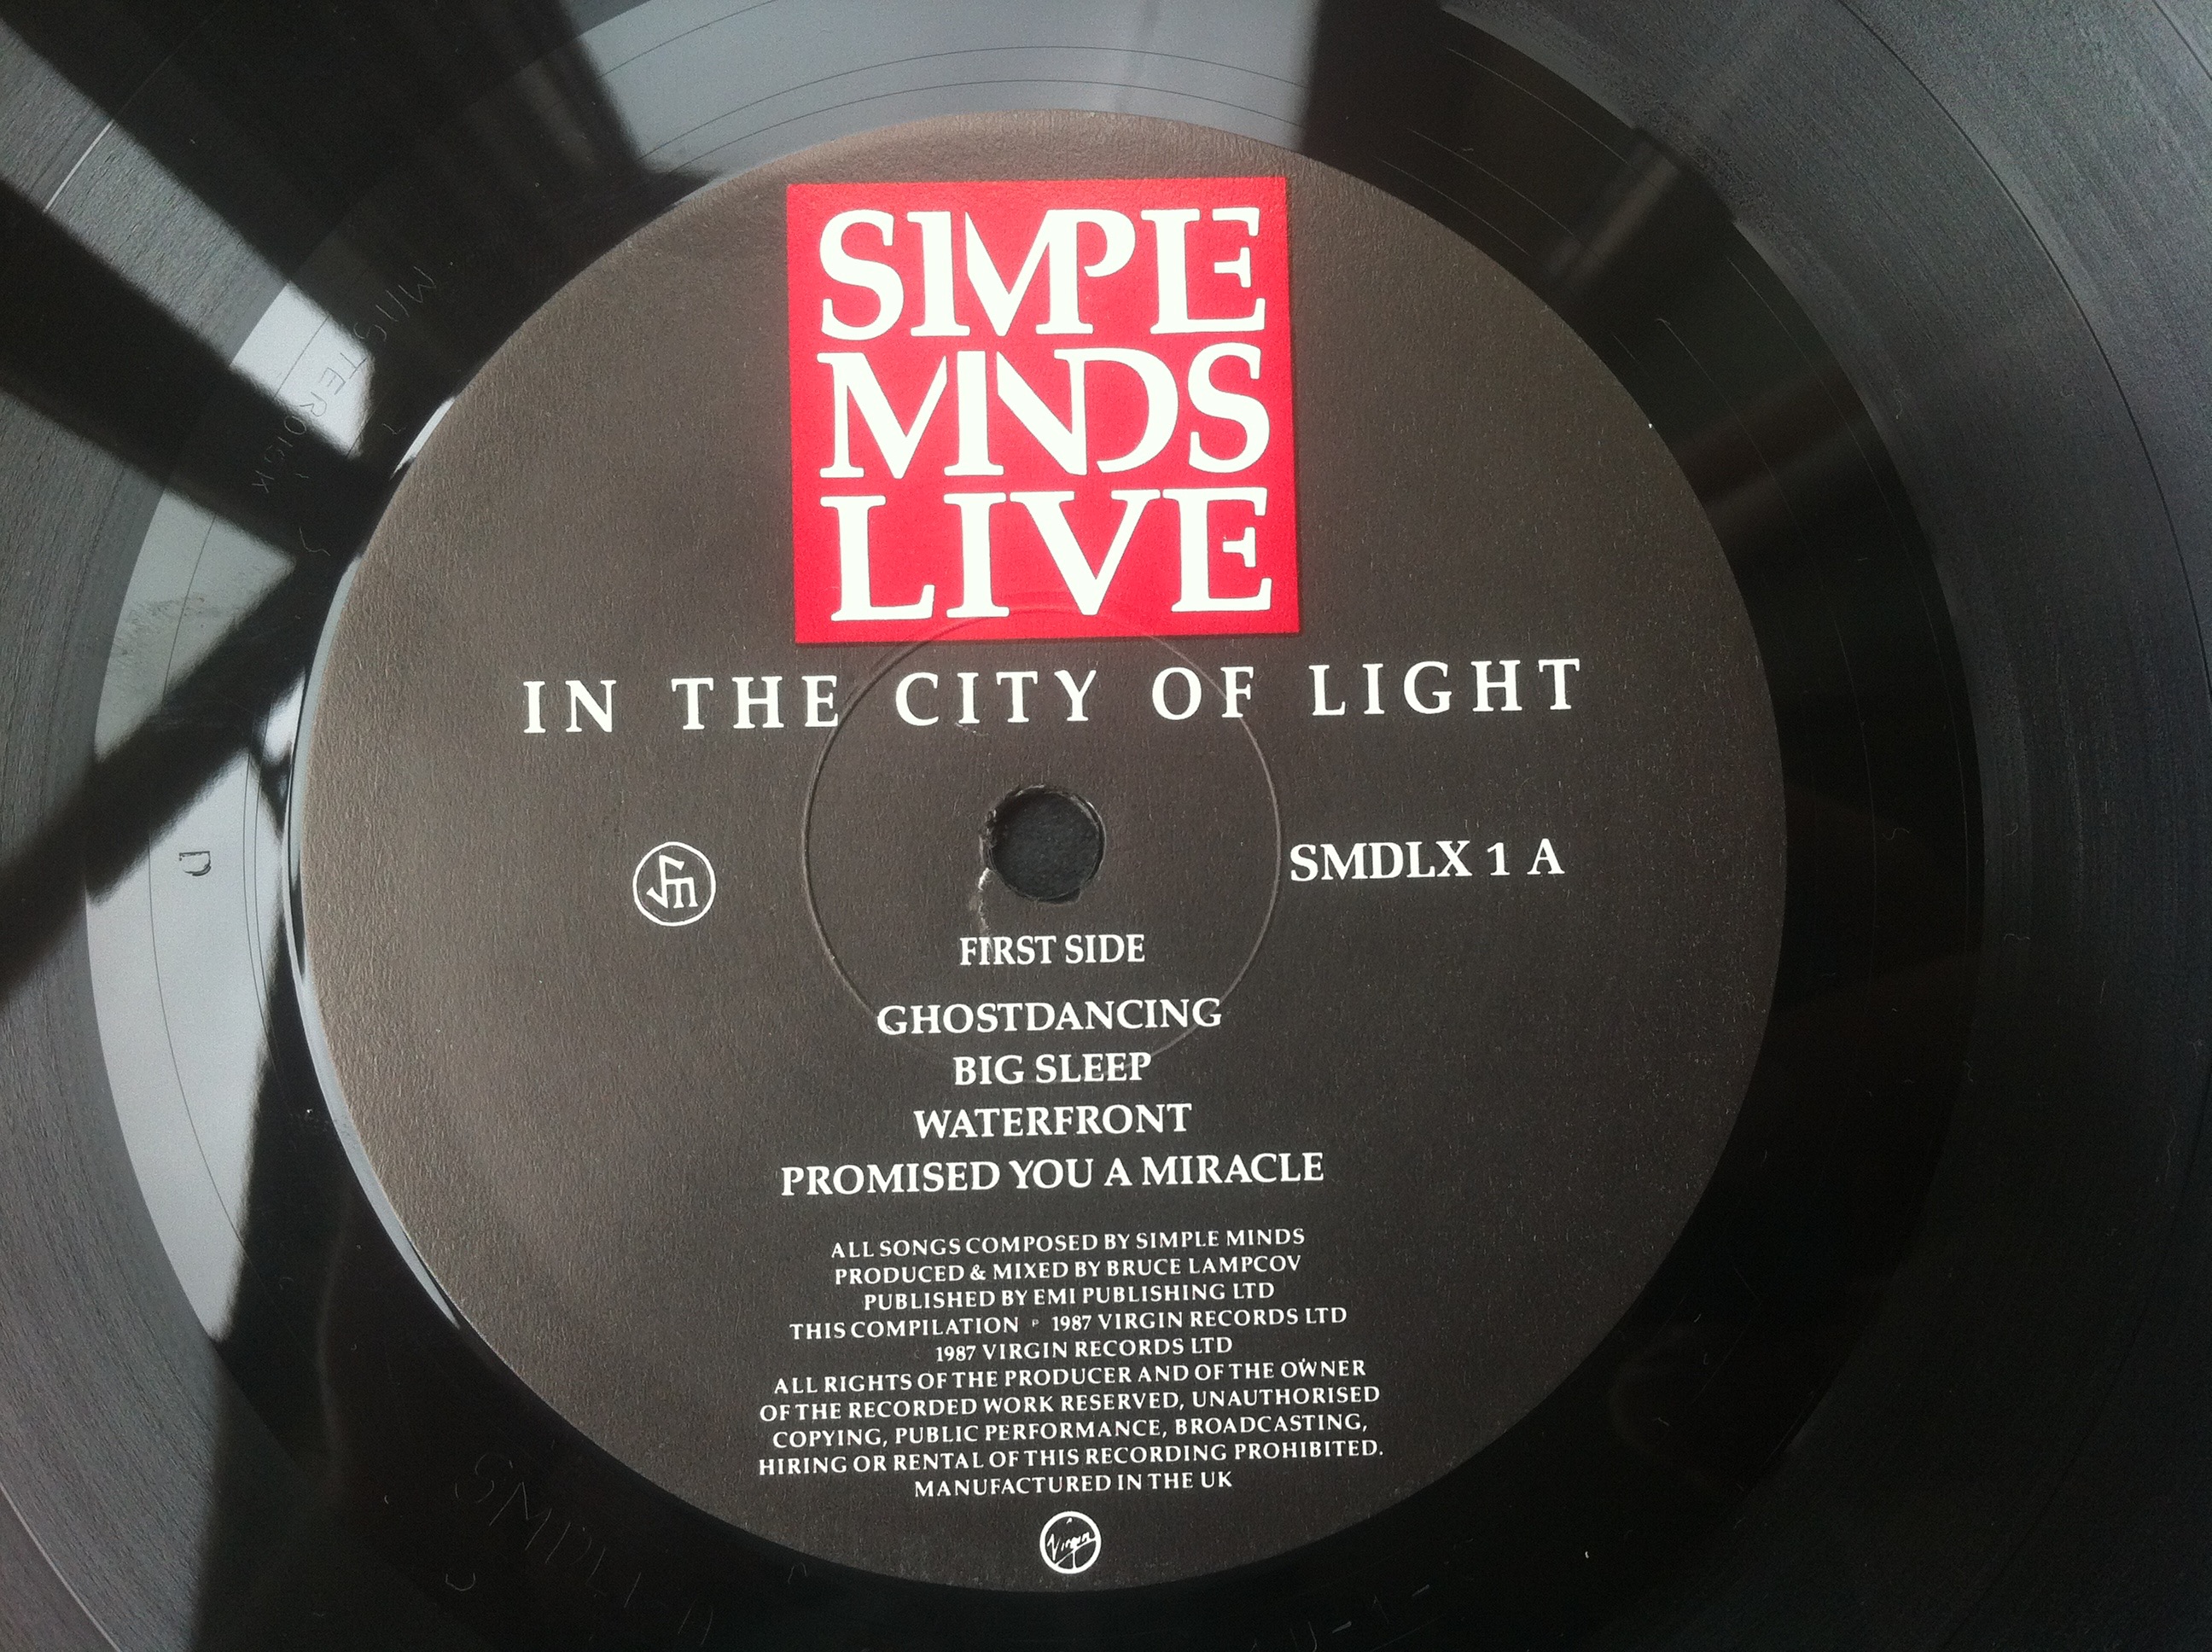 SIMPLE
MINDS
LIVE
IN THE CITY OF LIGHT
SMDLX 1 A
FIRST SIDE
GHOSTDANCING
BIG SLEEP
WATERFRONT
PROMISED YOU A MIRACLE
ALL SONGS COMPOSED BY SIMPLE MINDS
PRODUCED & MIXED BY BRUCE LAMPCOV
PUBLISHED BY EMI PUBLISHING LTD
THIS COMPILATION ℗ 1987 VIRGIN RECORDS LTD
1987 VIRGIN RECORDS LTD
ALL RIGHTS OF THE PRODUCER AND OF THE OWNER
OF THE RECORDED WORK RESERVED, UNAUTHORISED
COPYING, PUBLIC PERFORMANCE, BROADCASTING,
HIRING OR RENTAL OF THIS RECORDING PROHIBITED.
MANUFACTURED IN THE UK
Virgin